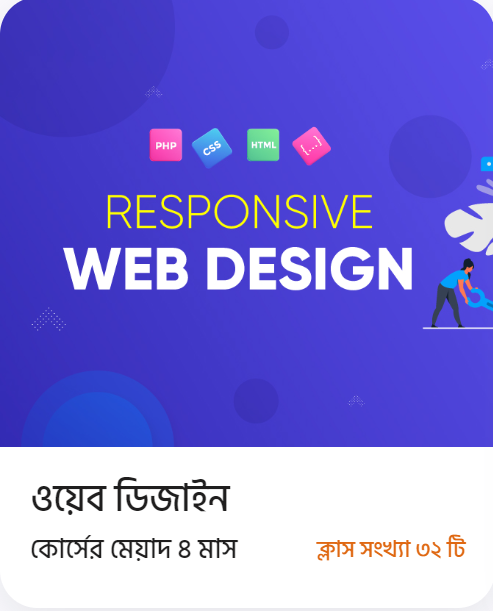 PHP CSS HTML {...}
RESPONSIVE
WEB DESIGN
ওয়েব ডিজাইন
কোর্সের মেয়াদ ৪ মাস
ক্লাস সংখ্যা ৩২ টি